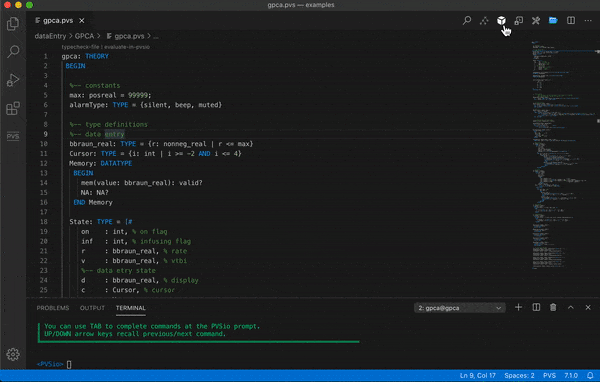 gpca.pvs — examples
gpca.pvs
dataEntry > GPCA > gpca.pvs > ...
typecheck-file | evaluate-in-pvsio
1 gpca: THEORY
2 BEGIN
3
4 %-- constants
5 max: posreal = 99999;
6 alarmType: TYPE = {silent, beep, muted}
7
8 %-- type definitions
9 %-- data entry
10 bbraun_real: TYPE = {r: nonneg_real | r <= max}
11 Cursor: TYPE = {i: int | i >= -2 AND i <= 4}
12 Memory: DATATYPE
13 BEGIN
14 mem(value: bbraun_real): valid?
15 NA: NA?
16 END Memory
17
18 State: TYPE = [#
19 on : int, % on flag
20 inf : int, % infusing flag
21 r : bbraun_real, % rate
22 v : bbraun_real, % vtbi
23 %-- data etry state
24 d : bbraun_real, % display
25 c : Cursor, % cursor
PVS
PROBLEMS OUTPUT TERMINAL 2: gpca@gpca
You can use TAB to complete commands at the PVSio prompt.
UP/DOWN arrow keys recall previous/next command.
<PVSio>
Ln 9, Col 17 Spaces: 2 PVS 7.1.0